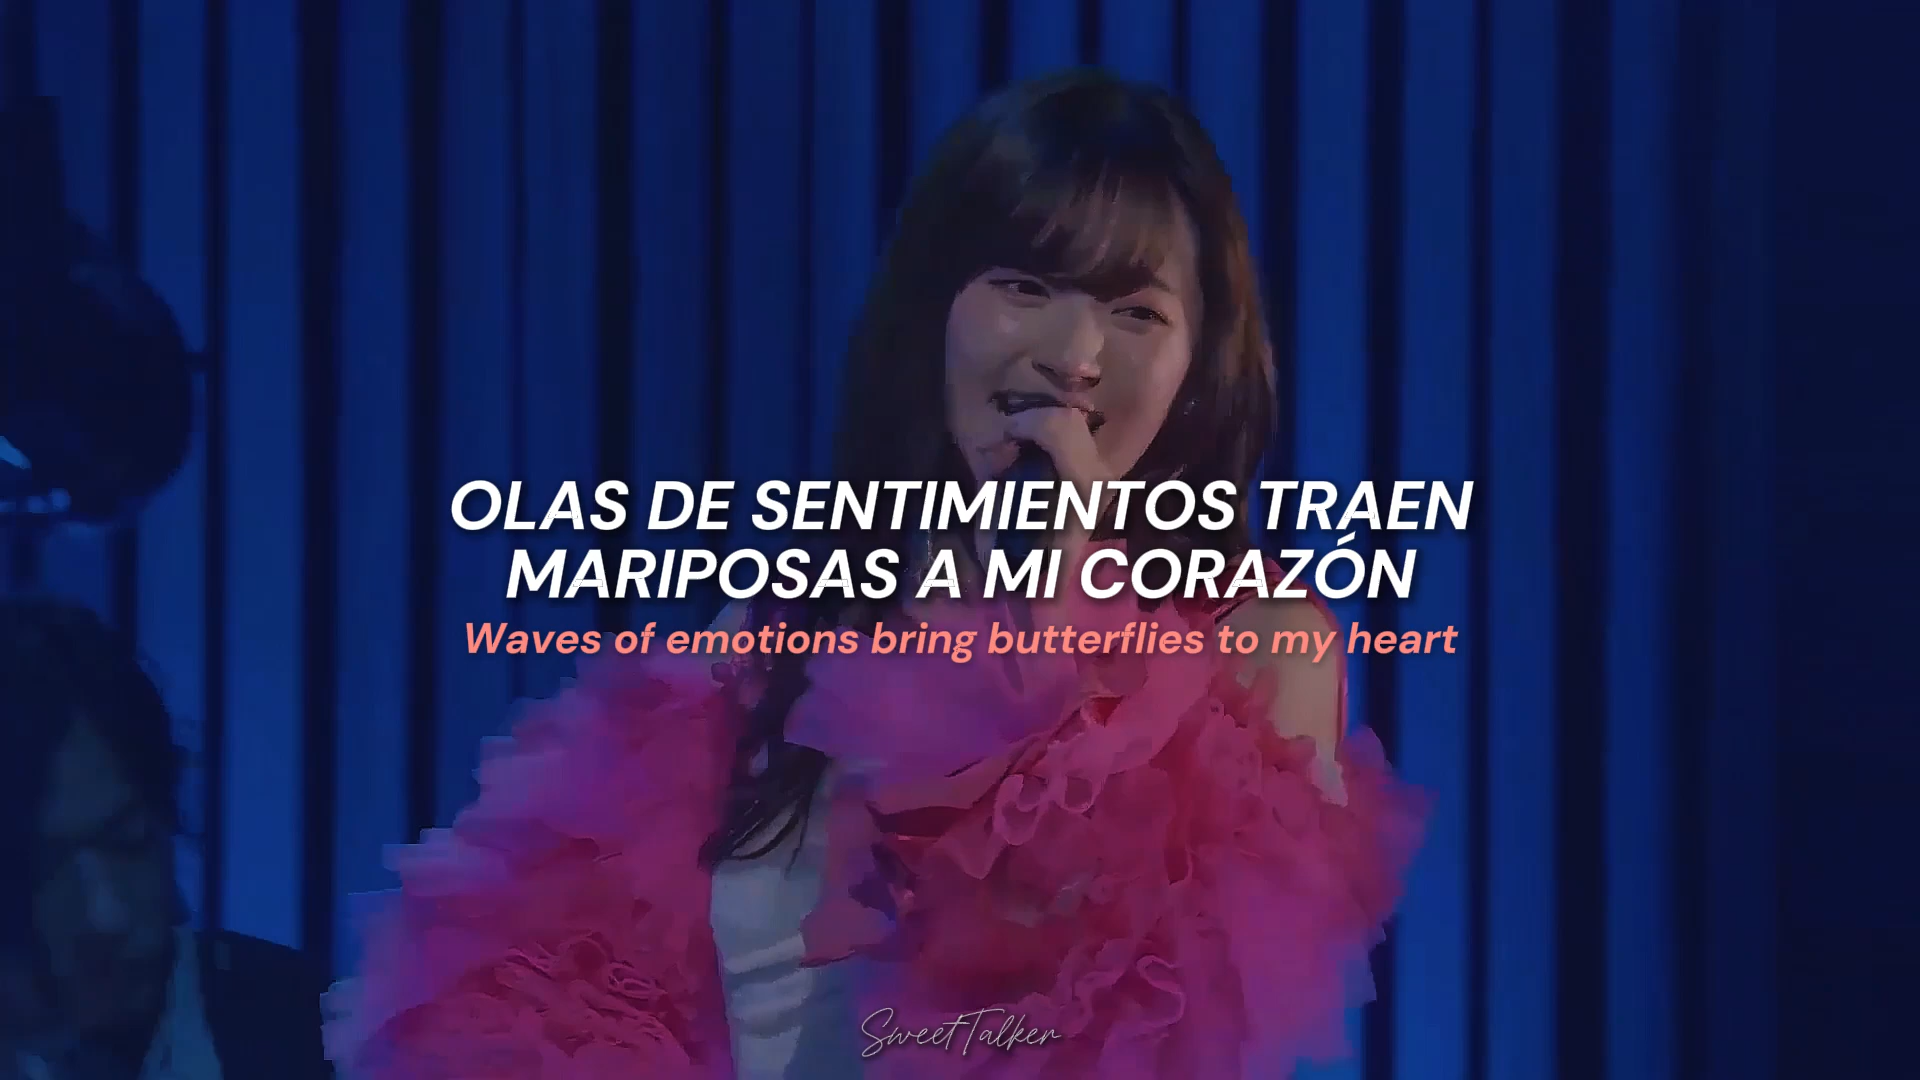 OLAS DE SENTIMIENTOS TRAEN
MARIPOSAS A MI CORAZÓN
Waves of emotions bring butterflies to my heart
SweetTalker